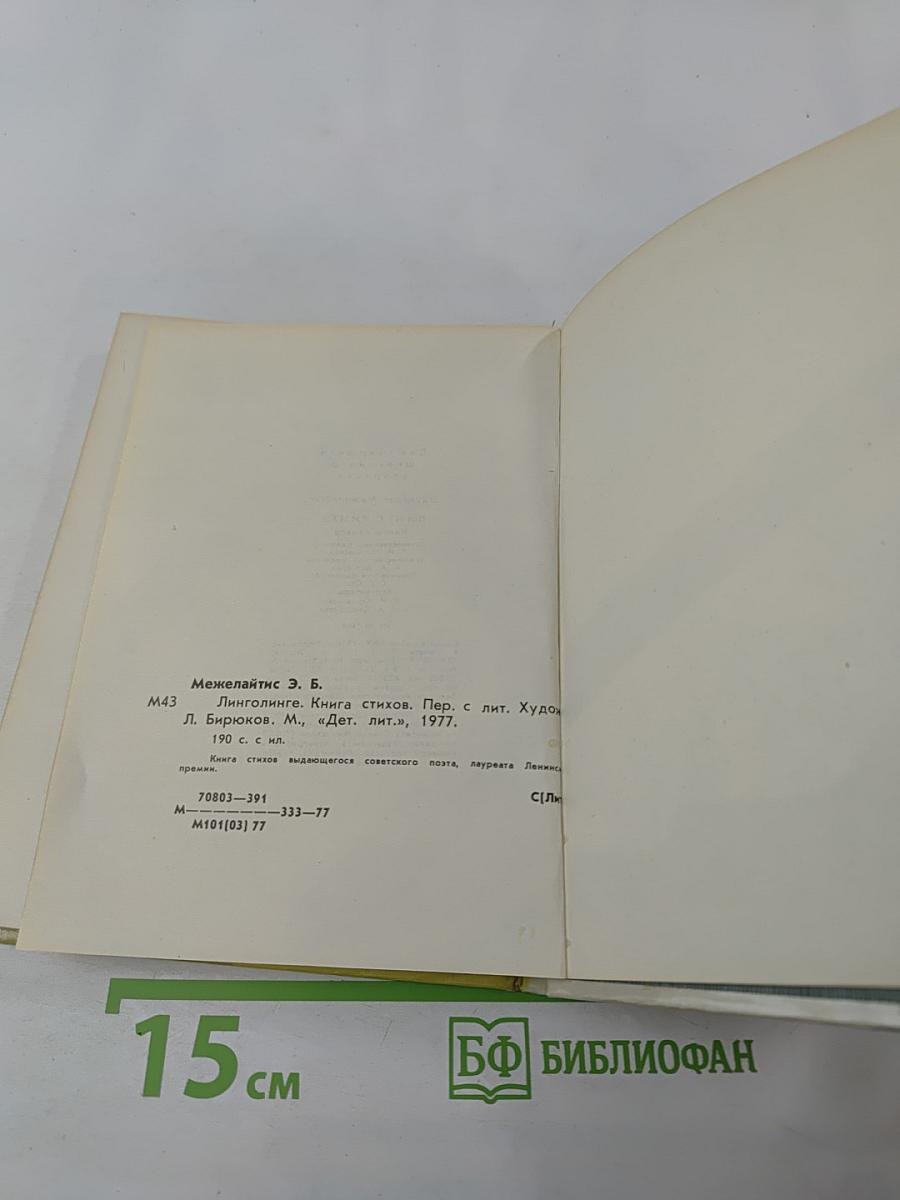 Межелайтис Э. Б.
М43 Линголинге. Книга стихов. Пер. с лит. Худож
Л. Бирюков. М., «Дет. лит.», 1977.
190 с. с ил.
Книга стихов выдающегося советского поэта, лауреата Ленинс
премии.
70803—391
М———————333—77
М101(03) 77
С(Ли
15 см
БФ БИБЛИОФАН